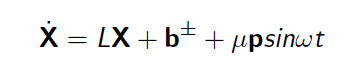 Ẋ = LX + b± + μpsinωt